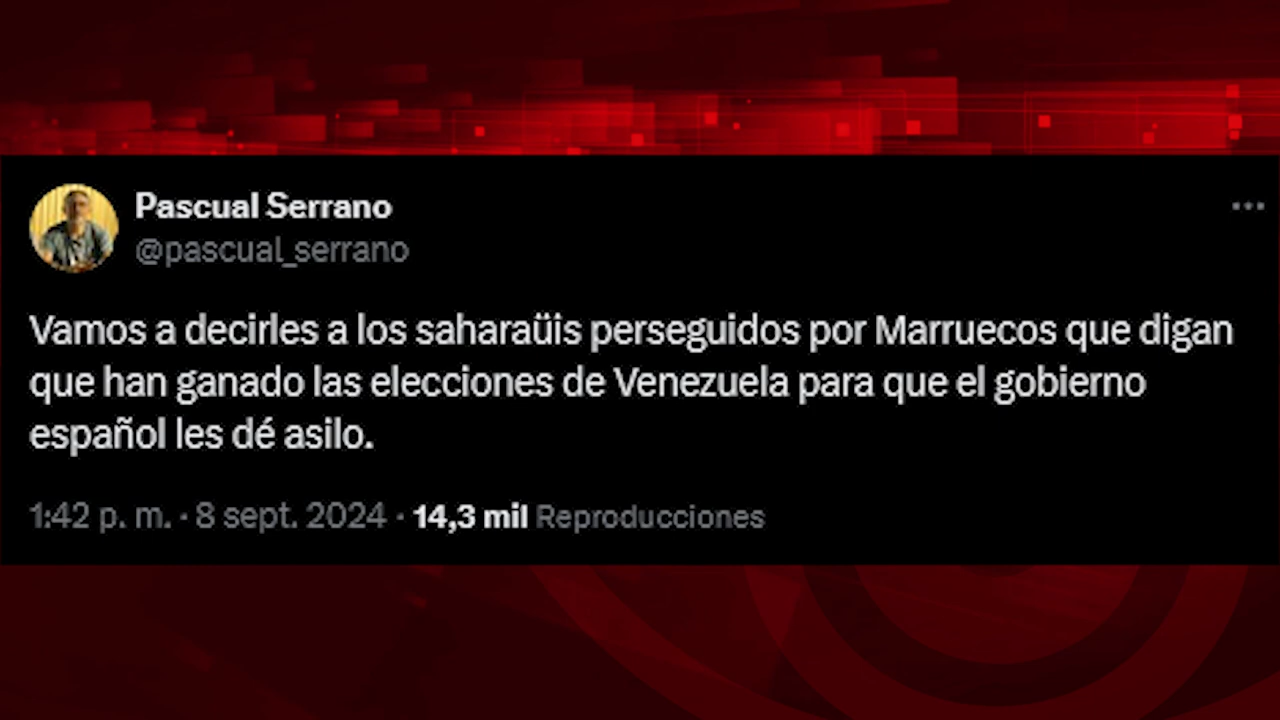 Pascual Serrano
@pascual_serrano
Vamos a decirles a los saharaüis perseguidos por Marruecos que digan
que han ganado las elecciones de Venezuela para que el gobierno
español les dé asilo.
1:42 p. m. · 8 sept. 2024 · 14,3 mil Reproducciones